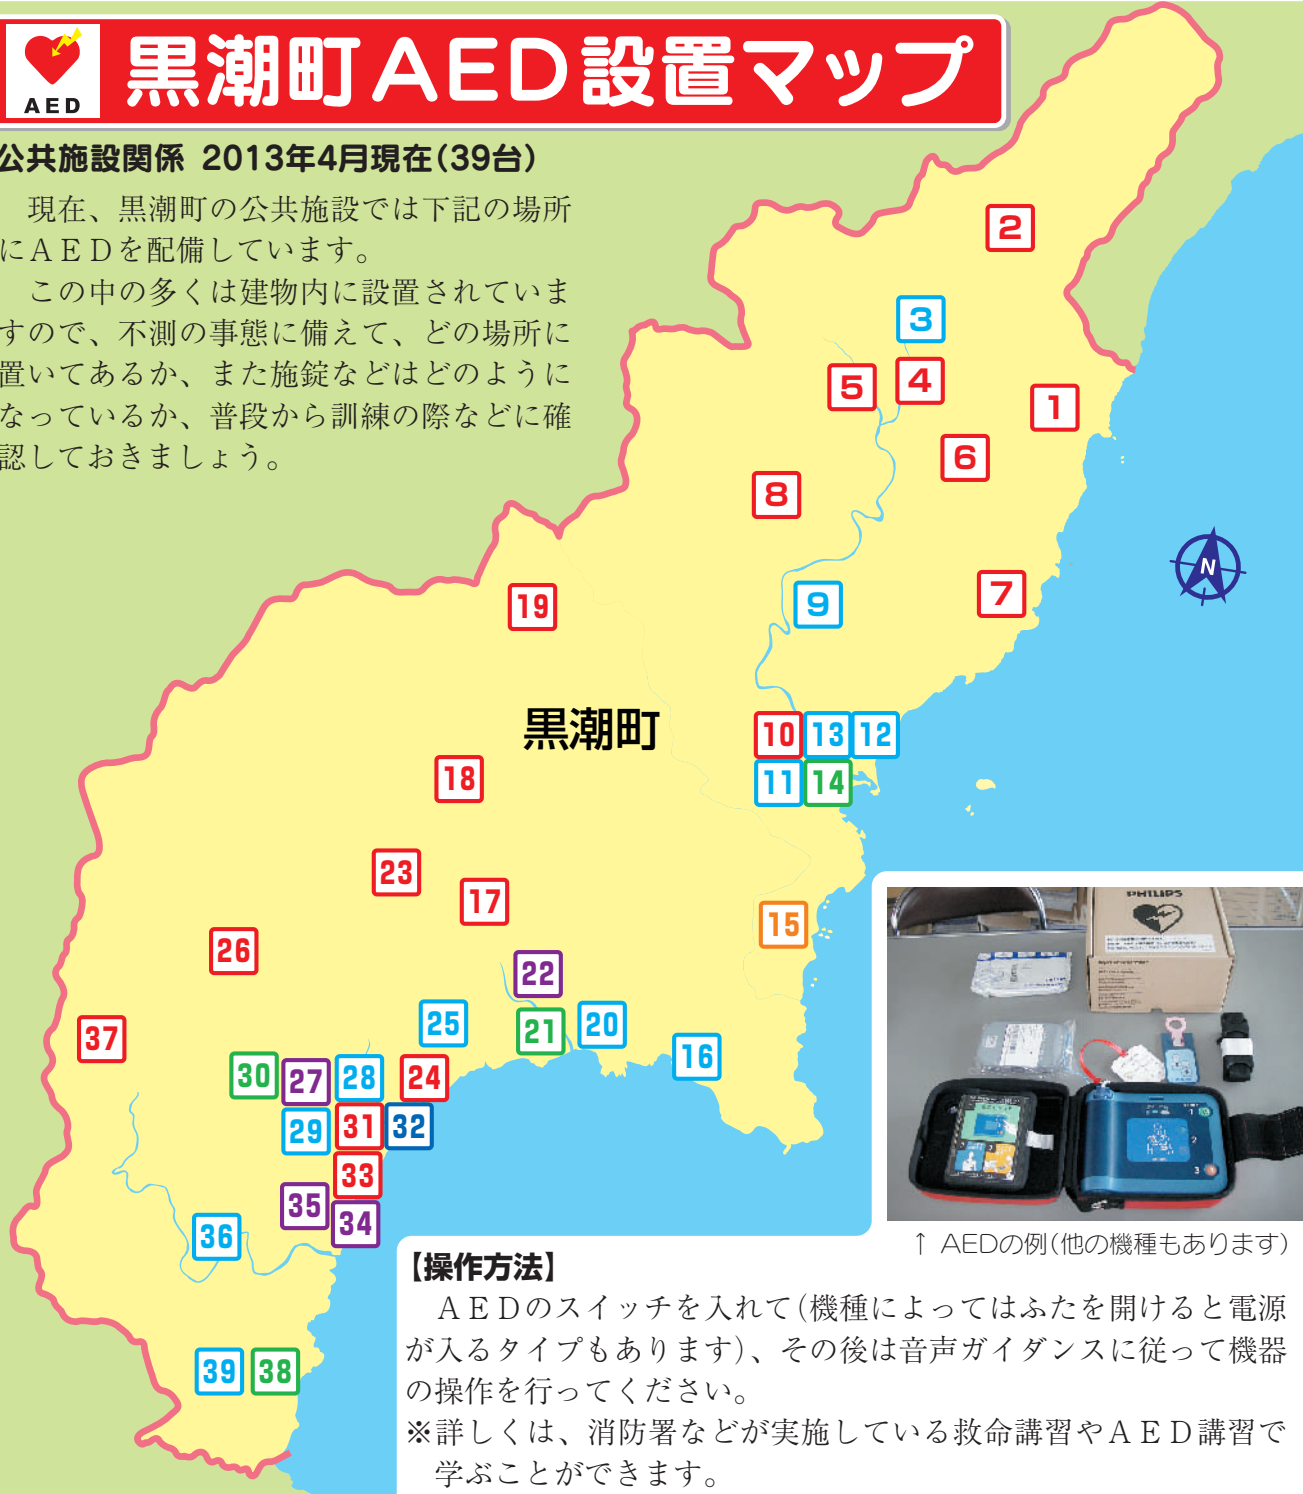 AED
黒潮町AED設置マップ
公共施設関係 2013年4月現在(39台)
現在、黒潮町の公共施設では下記の場所
にAEDを配備しています。
この中の多くは建物内に設置されていま
すので、不測の事態に備えて、どの場所に
置いてあるか、また施錠などはどのように
なっているか、普段から訓練の際などに確
認しておきましょう。
2
3
5
4
1
6
8
7
9
19
N
黒潮町
10
13
12
11
14
18
23
17
15
26
22
37
25
21
20
16
30
27
28
24
29
31
32
33
35
34
36
39
38
PHILIPS
↑ AEDの例(他の機種もあります)
【操作方法】
AEDのスイッチを入れて(機種によってはふたを開けると電源
が入るタイプもあります)、その後は音声ガイダンスに従って機器
の操作を行ってください。
※詳しくは、消防署などが実施している救命講習やAED講習で
学ぶことができます。